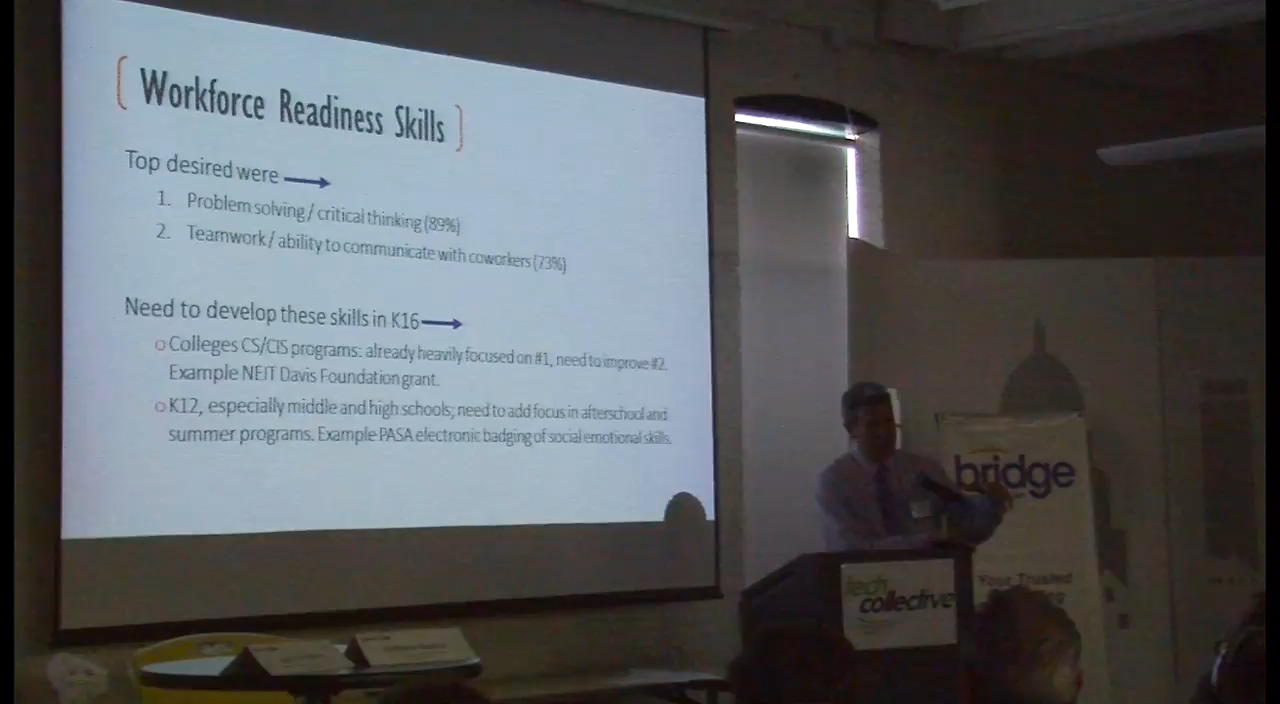 Workforce Readiness Skills
Top desired were
1. Problem solving / critical thinking (89%)
2. Teamwork / ability to communicate with coworkers (73%)
Need to develop these skills in K16
Colleges CS/CIS programs: already heavily focused on #1, need to improve #2.
Example NEIT Davis Foundation grant.
K12, especially middle and high schools; need to add focus in afterschool and
summer programs. Example PASA electronic badging of social emotional skills.
bridge
Your Trusted
tech
collective